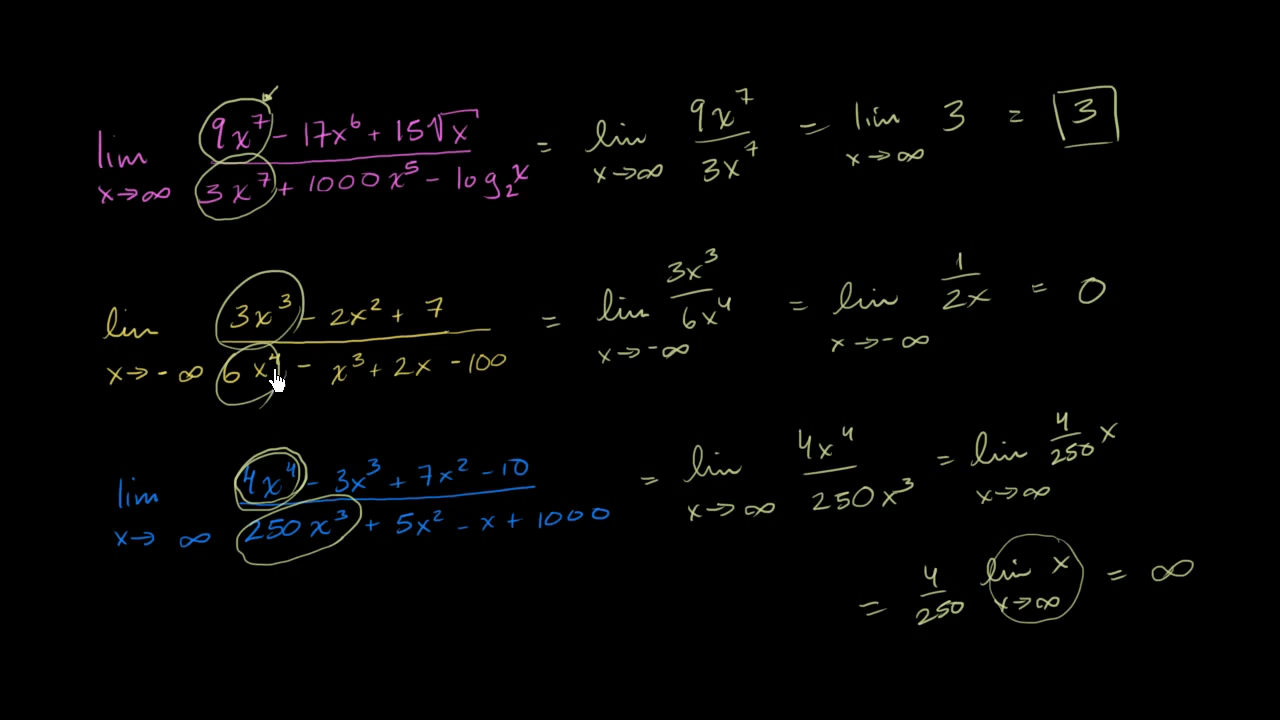 lim x→∞ (9x⁷ - 17x⁶ + 15√x)/(3x⁷ + 1000x⁵ - log₂x) = lim x→∞ 9x⁷/3x⁷ = lim x→∞ 3 = 3
lim x→-∞ (3x³ - 2x² + 7)/(6x⁴ - x³ + 2x - 100) = lim x→-∞ 3x³/6x⁴ = lim x→-∞ 1/2x = 0
lim x→∞ (4x⁴ - 3x³ + 7x² - 10)/(250x³ + 5x² - x + 1000) = lim x→∞ 4x⁴/250x³ = lim x→∞ 4/250 x
= 4/250 lim x→∞ x = ∞